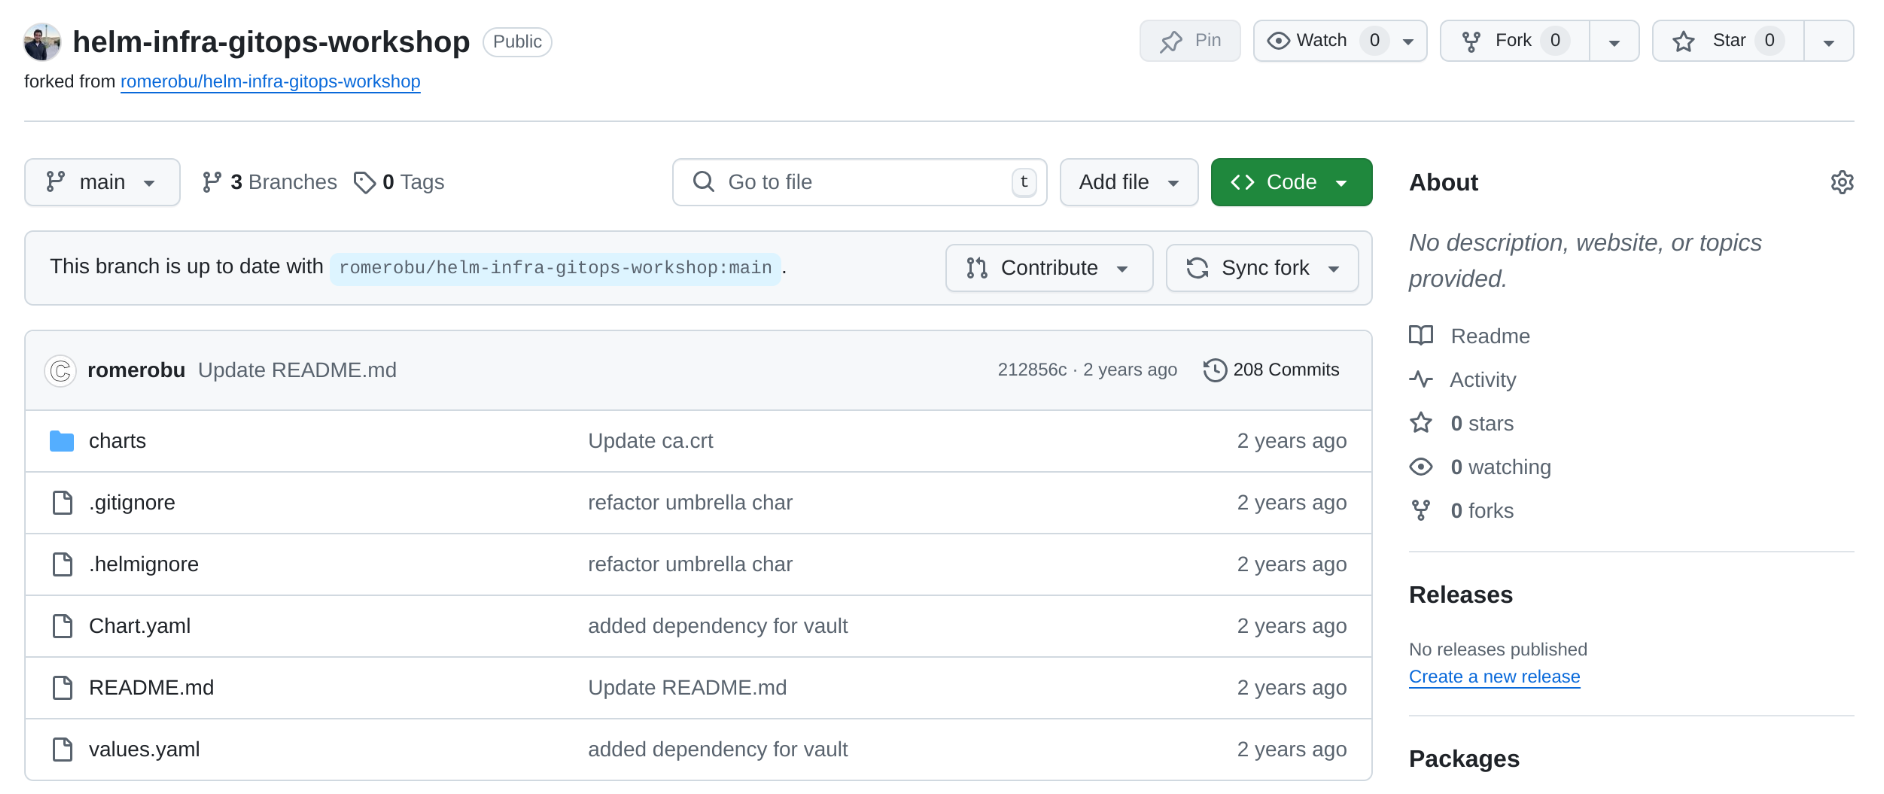 helm-infra-gitops-workshop Public Pin Watch 0 Fork 0 Star 0
forked from romerobu/helm-infra-gitops-workshop
main 3 Branches 0 Tags Go to file t Add file <> Code
This branch is up to date with romerobu/helm-infra-gitops-workshop:main . Contribute Sync fork
romerobu Update README.md 212856c · 2 years ago 208 Commits
charts Update ca.crt 2 years ago
.gitignore refactor umbrella char 2 years ago
.helmignore refactor umbrella char 2 years ago
Chart.yaml added dependency for vault 2 years ago
README.md Update README.md 2 years ago
values.yaml added dependency for vault 2 years ago
About
No description, website, or topics
provided.
Readme
Activity
0 stars
0 watching
0 forks
Releases
No releases published
Create a new release
Packages